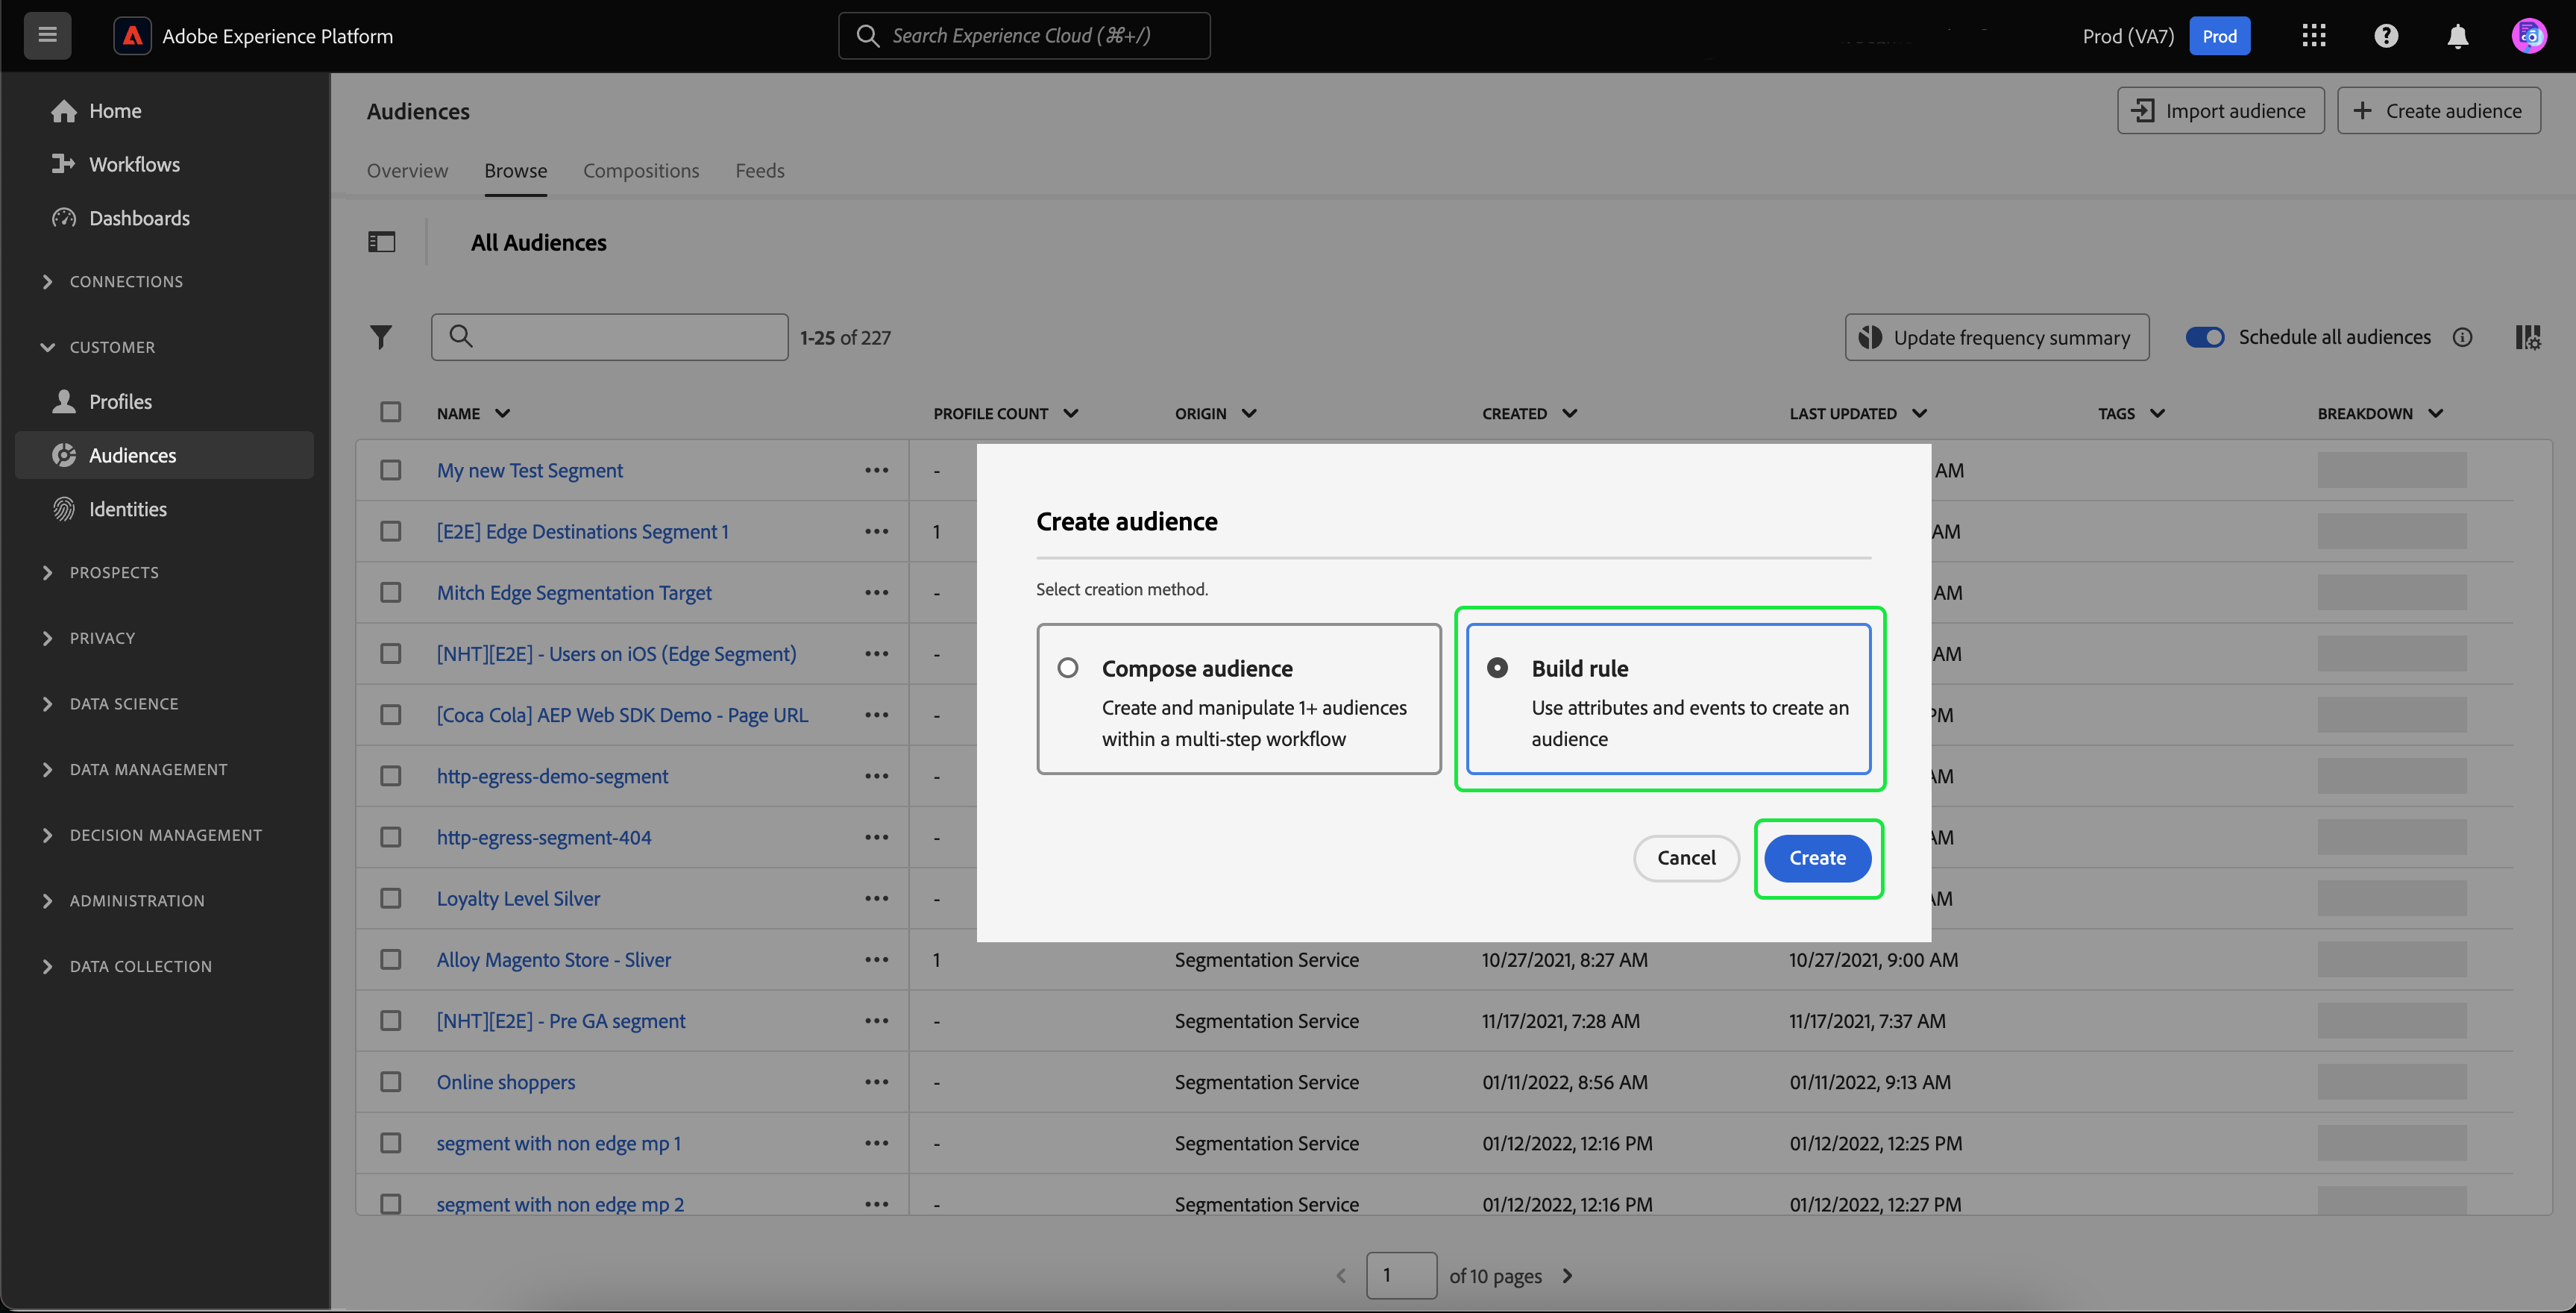 Adobe Experience Platform
Search Experience Cloud (⌘+/)
Prod (VA7)
Prod
Home
Workflows
Dashboards
CONNECTIONS
CUSTOMER
Profiles
Audiences
Identities
PROSPECTS
PRIVACY
DATA SCIENCE
DATA MANAGEMENT
DECISION MANAGEMENT
ADMINISTRATION
DATA COLLECTION
Audiences
Import audience
Create audience
Overview Browse Compositions Feeds
All Audiences
1-25 of 227
Update frequency summary
Schedule all audiences
NAME PROFILE COUNT ORIGIN CREATED LAST UPDATED TAGS BREAKDOWN
My new Test Segment - AM
[E2E] Edge Destinations Segment 1 1 AM
Mitch Edge Segmentation Target - AM
[NHT][E2E] - Users on iOS (Edge Segment) - AM
[Coca Cola] AEP Web SDK Demo - Page URL - PM
http-egress-demo-segment - AM
http-egress-segment-404 - AM
Loyalty Level Silver - AM
Alloy Magento Store - Sliver 1 Segmentation Service 10/27/2021, 8:27 AM 10/27/2021, 9:00 AM
[NHT][E2E] - Pre GA segment - Segmentation Service 11/17/2021, 7:28 AM 11/17/2021, 7:37 AM
Online shoppers - Segmentation Service 01/11/2022, 8:56 AM 01/11/2022, 9:13 AM
segment with non edge mp 1 - Segmentation Service 01/12/2022, 12:16 PM 01/12/2022, 12:25 PM
segment with non edge mp 2 - Segmentation Service 01/12/2022, 12:16 PM 01/12/2022, 12:27 PM
1 of 10 pages
Create audience
Select creation method.
Compose audience
Create and manipulate 1+ audiences
within a multi-step workflow
Build rule
Use attributes and events to create an
audience
Cancel
Create